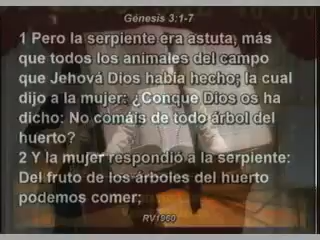 Génesis 3:1-7
1 Pero la serpiente era astuta, más
que todos los animales del campo
que Jehová Dios había hecho; la cual
dijo a la mujer: ¿Conque Dios os ha
dicho: No comáis de todo árbol del
huerto?
2 Y la mujer respondió a la serpiente:
Del fruto de los árboles del huerto
podemos comer;
RV1960